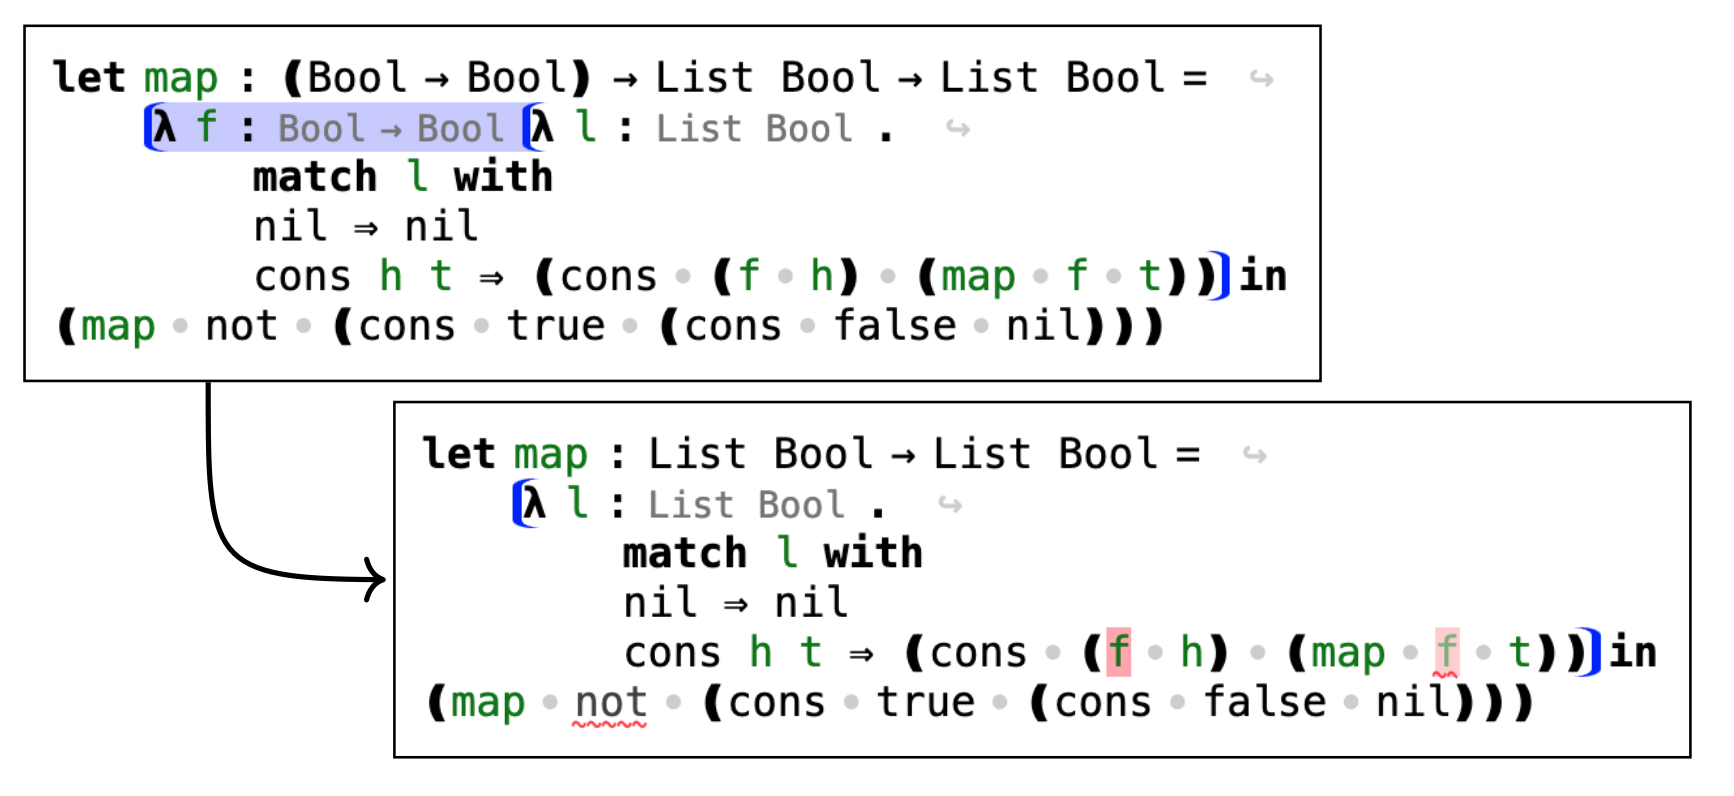 let map : (Bool → Bool) → List Bool → List Bool = ↪
(λ f : Bool → Bool (λ l : List Bool . ↪
match l with
nil ⇒ nil
cons h t ⇒ (cons • (f • h) • (map • f • t))) in
(map • not • (cons • true • (cons • false • nil)))
let map : List Bool → List Bool = ↪
(λ l : List Bool . ↪
match l with
nil ⇒ nil
cons h t ⇒ (cons • (f • h) • (map • f • t))) in
(map • not • (cons • true • (cons • false • nil)))